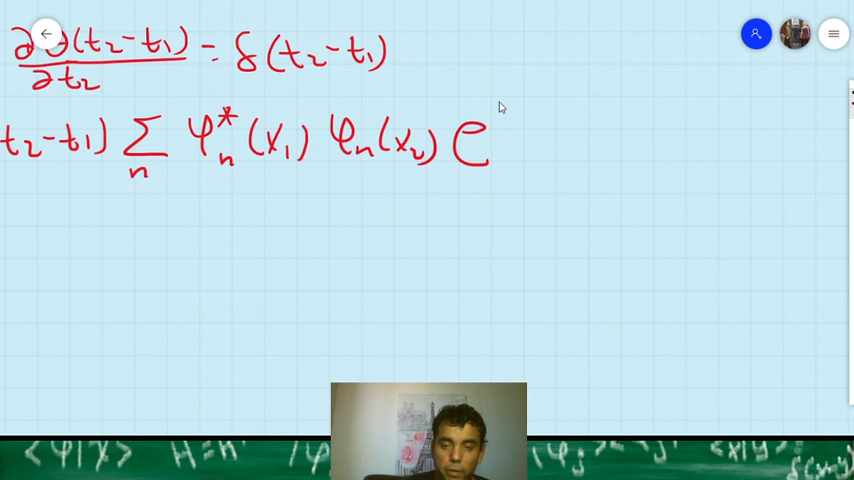 ∂θ(t₂-t₁)/∂t₂ = δ(t₂-t₁)
t₂-t₁) Σₙ φₙ*(x₁) φₙ(x₂) e
⟨φ|x⟩ H=H